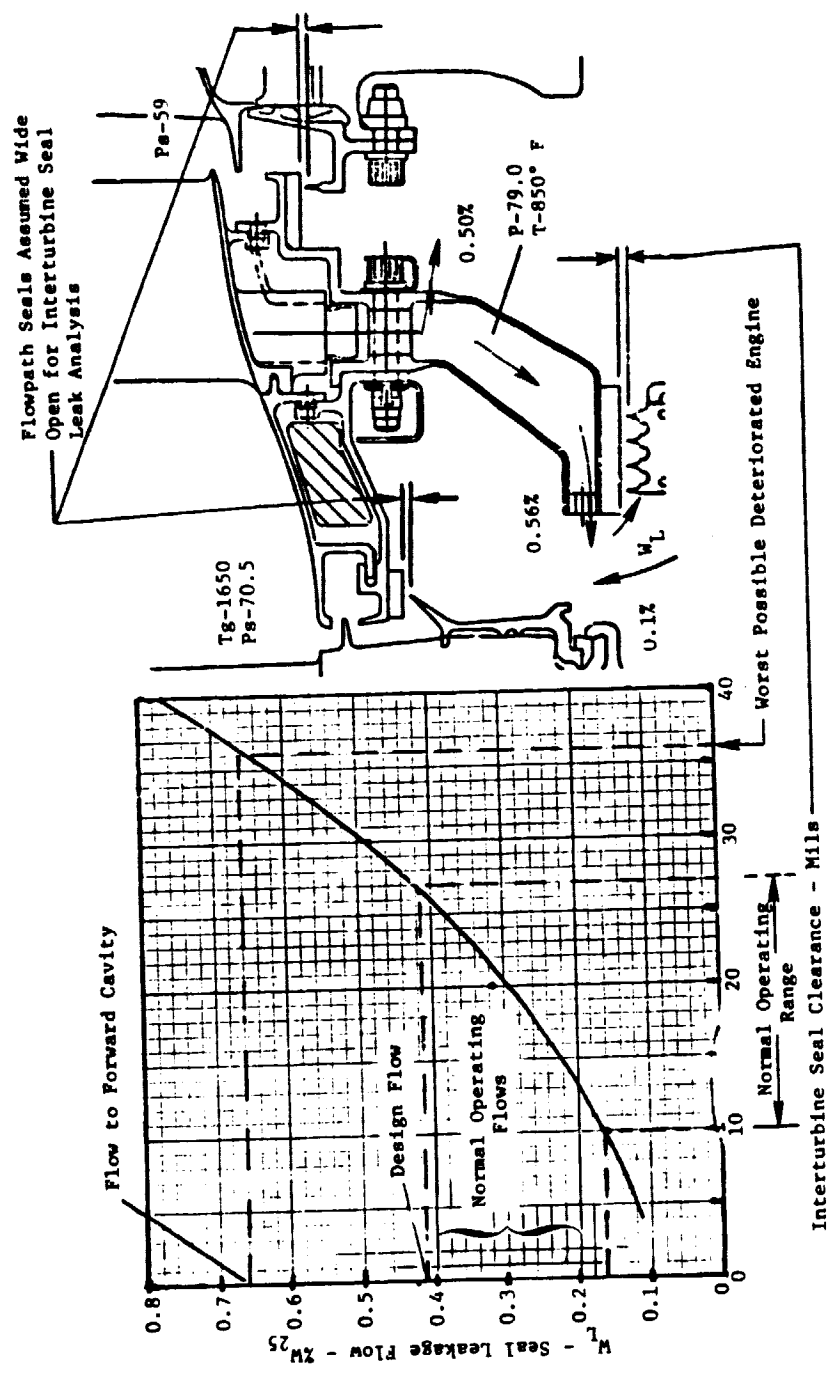 Flowpath Seals Assumed Wide
Open for Interturbine Seal
Leak Analysis
Ps-59
Tg-1650
Ps-70.5
0.50%
P-79.0
T-850° F
0.56%
W_L
0.1%
Flow to Forward Cavity
Design Flow
Normal Operating
Flows
W_L - Seal Leakage Flow - %W_25
0.8
0.7
0.6
0.5
0.4
0.3
0.2
0.1
0
0
10
20
30
40
Normal Operating
Range
Worst Possible Deteriorated Engine
Interturbine Seal Clearance - Mils